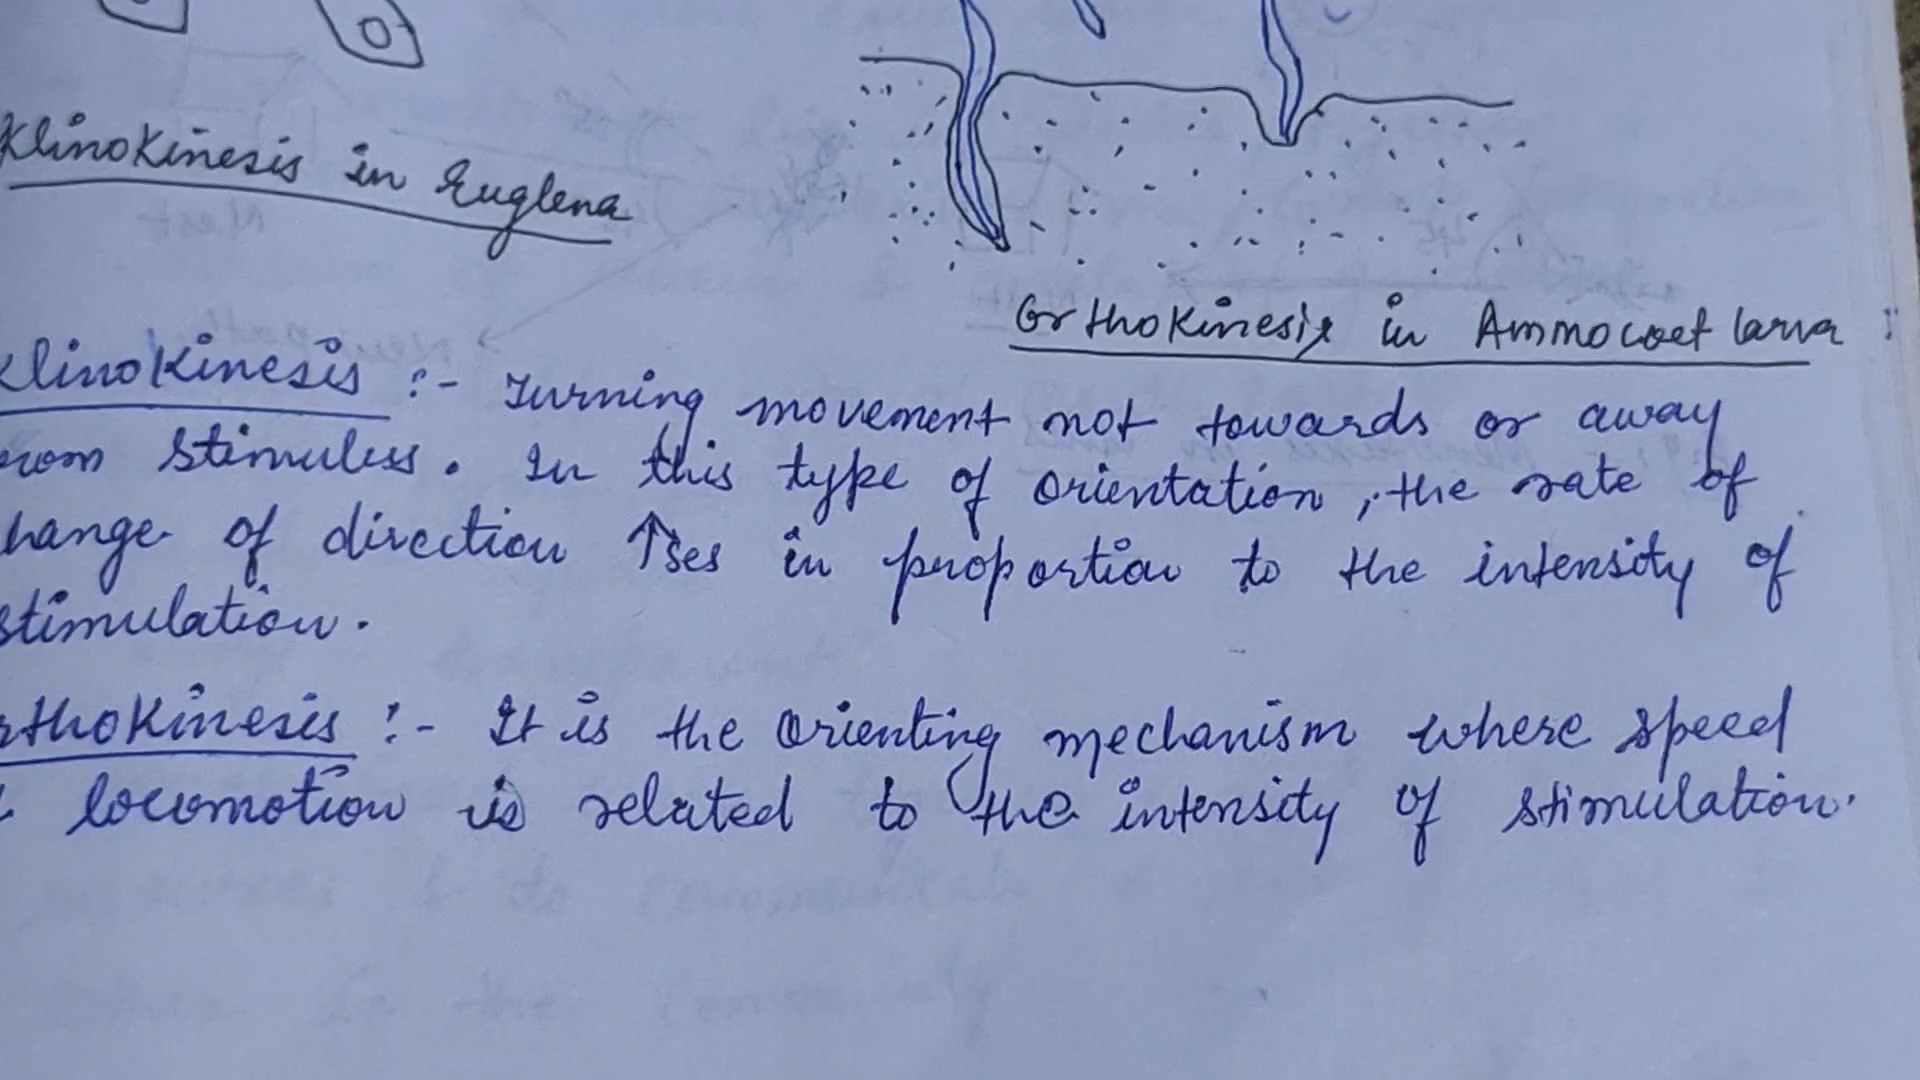 Klinokinesis in Euglena
Orthokinesis in Ammocoet larva
Klinokinesis :- Turning movement not towards or away
from stimuless. In this type of orientation, the rate of
hange of direction ↑ses in proportion to the intensity of
stimulation.
rthokinesis :- It is the orienting mechanism where speed
locomotion is related to the intensity of stimulation.